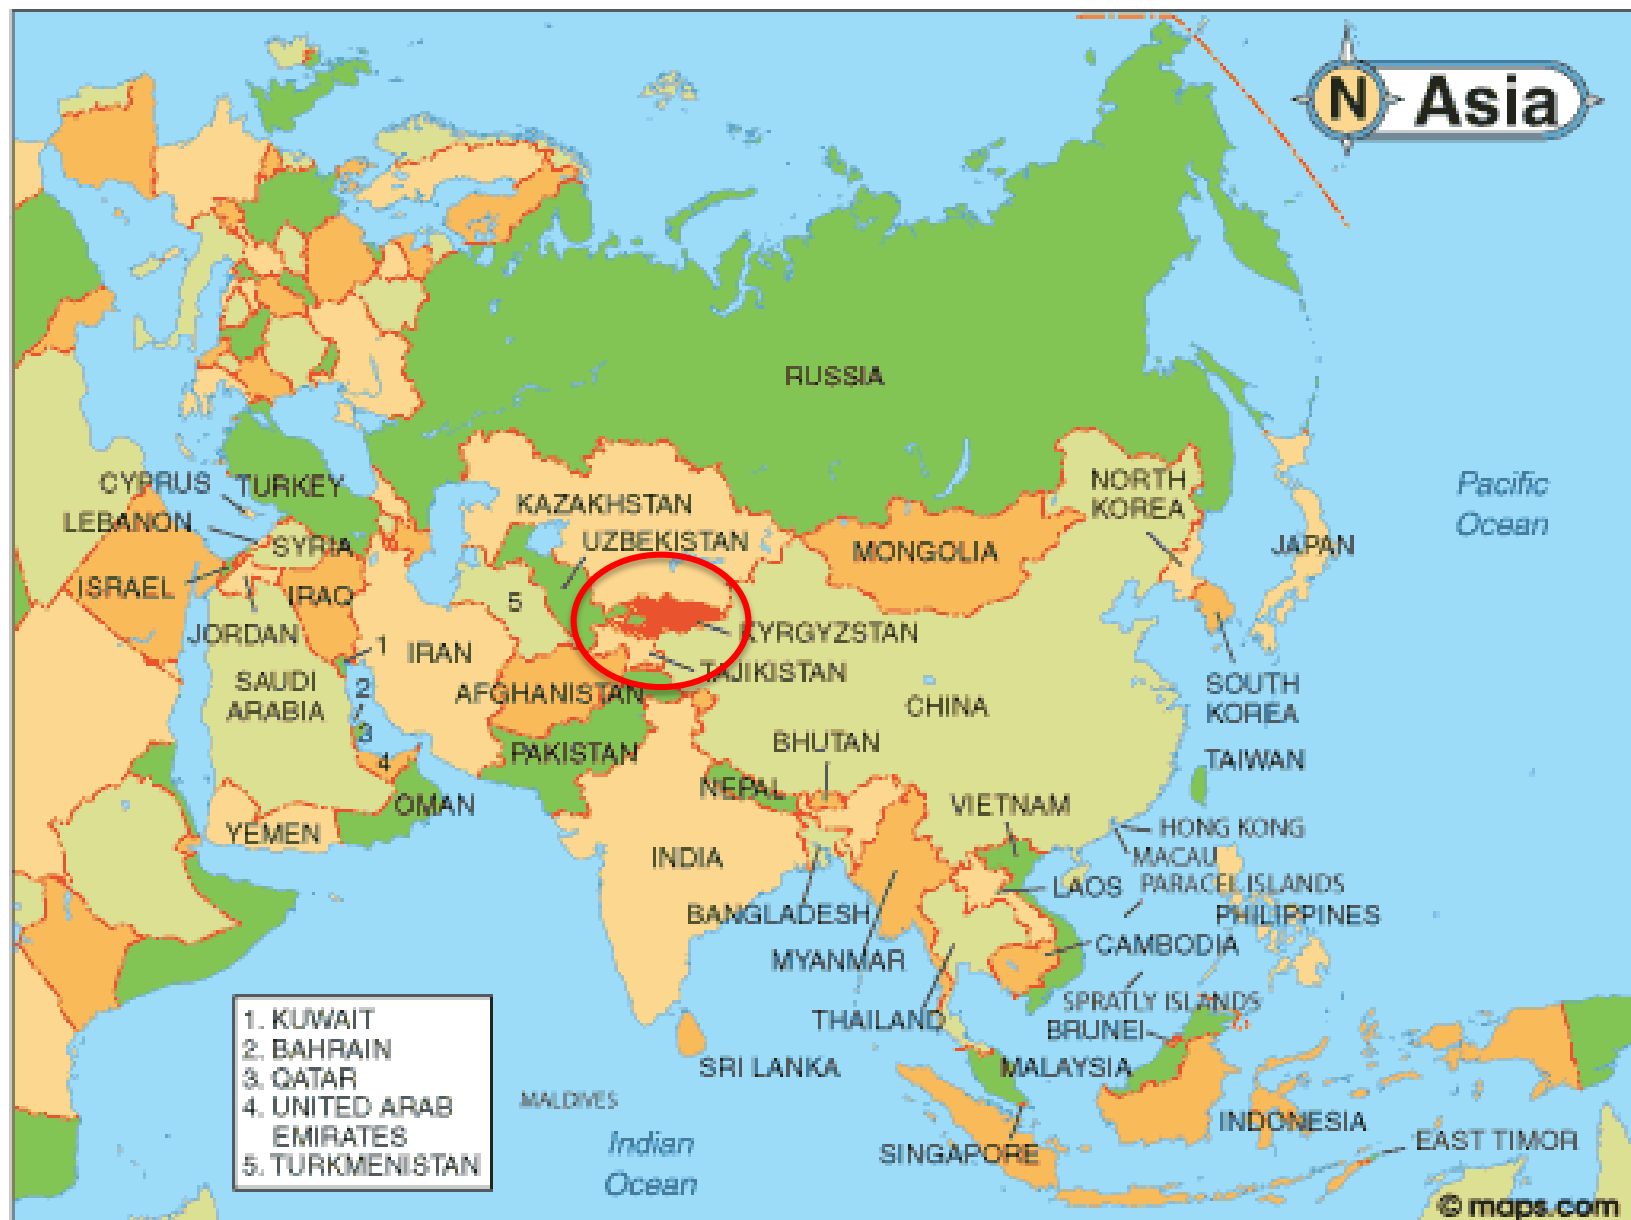 N Asia
RUSSIA
CYPRUS
TURKEY
KAZAKHSTAN
NORTH
KOREA
Pacific
Ocean
LEBANON
SYRIA
UZBEKISTAN
MONGOLIA
JAPAN
ISRAEL
IRAQ
5
JORDAN
1
IRAN
KYRGYZSTAN
TAJIKISTAN
SAUDI
ARABIA
2
3
4
AFGHANISTAN
CHINA
SOUTH
KOREA
PAKISTAN
BHUTAN
TAIWAN
NEPAL
OMAN
VIETNAM
YEMEN
HONG KONG
MACAU
INDIA
LAOS
PARACEL ISLANDS
BANGLADESH
PHILIPPINES
CAMBODIA
MYANMAR
SPRATLY ISLANDS
THAILAND
BRUNEI
1. KUWAIT
2. BAHRAIN
3. QATAR
4. UNITED ARAB
EMIRATES
5. TURKMENISTAN
SRI LANKA
MALAYSIA
MALDIVES
INDONESIA
Indian
Ocean
SINGAPORE
EAST TIMOR
© maps.com